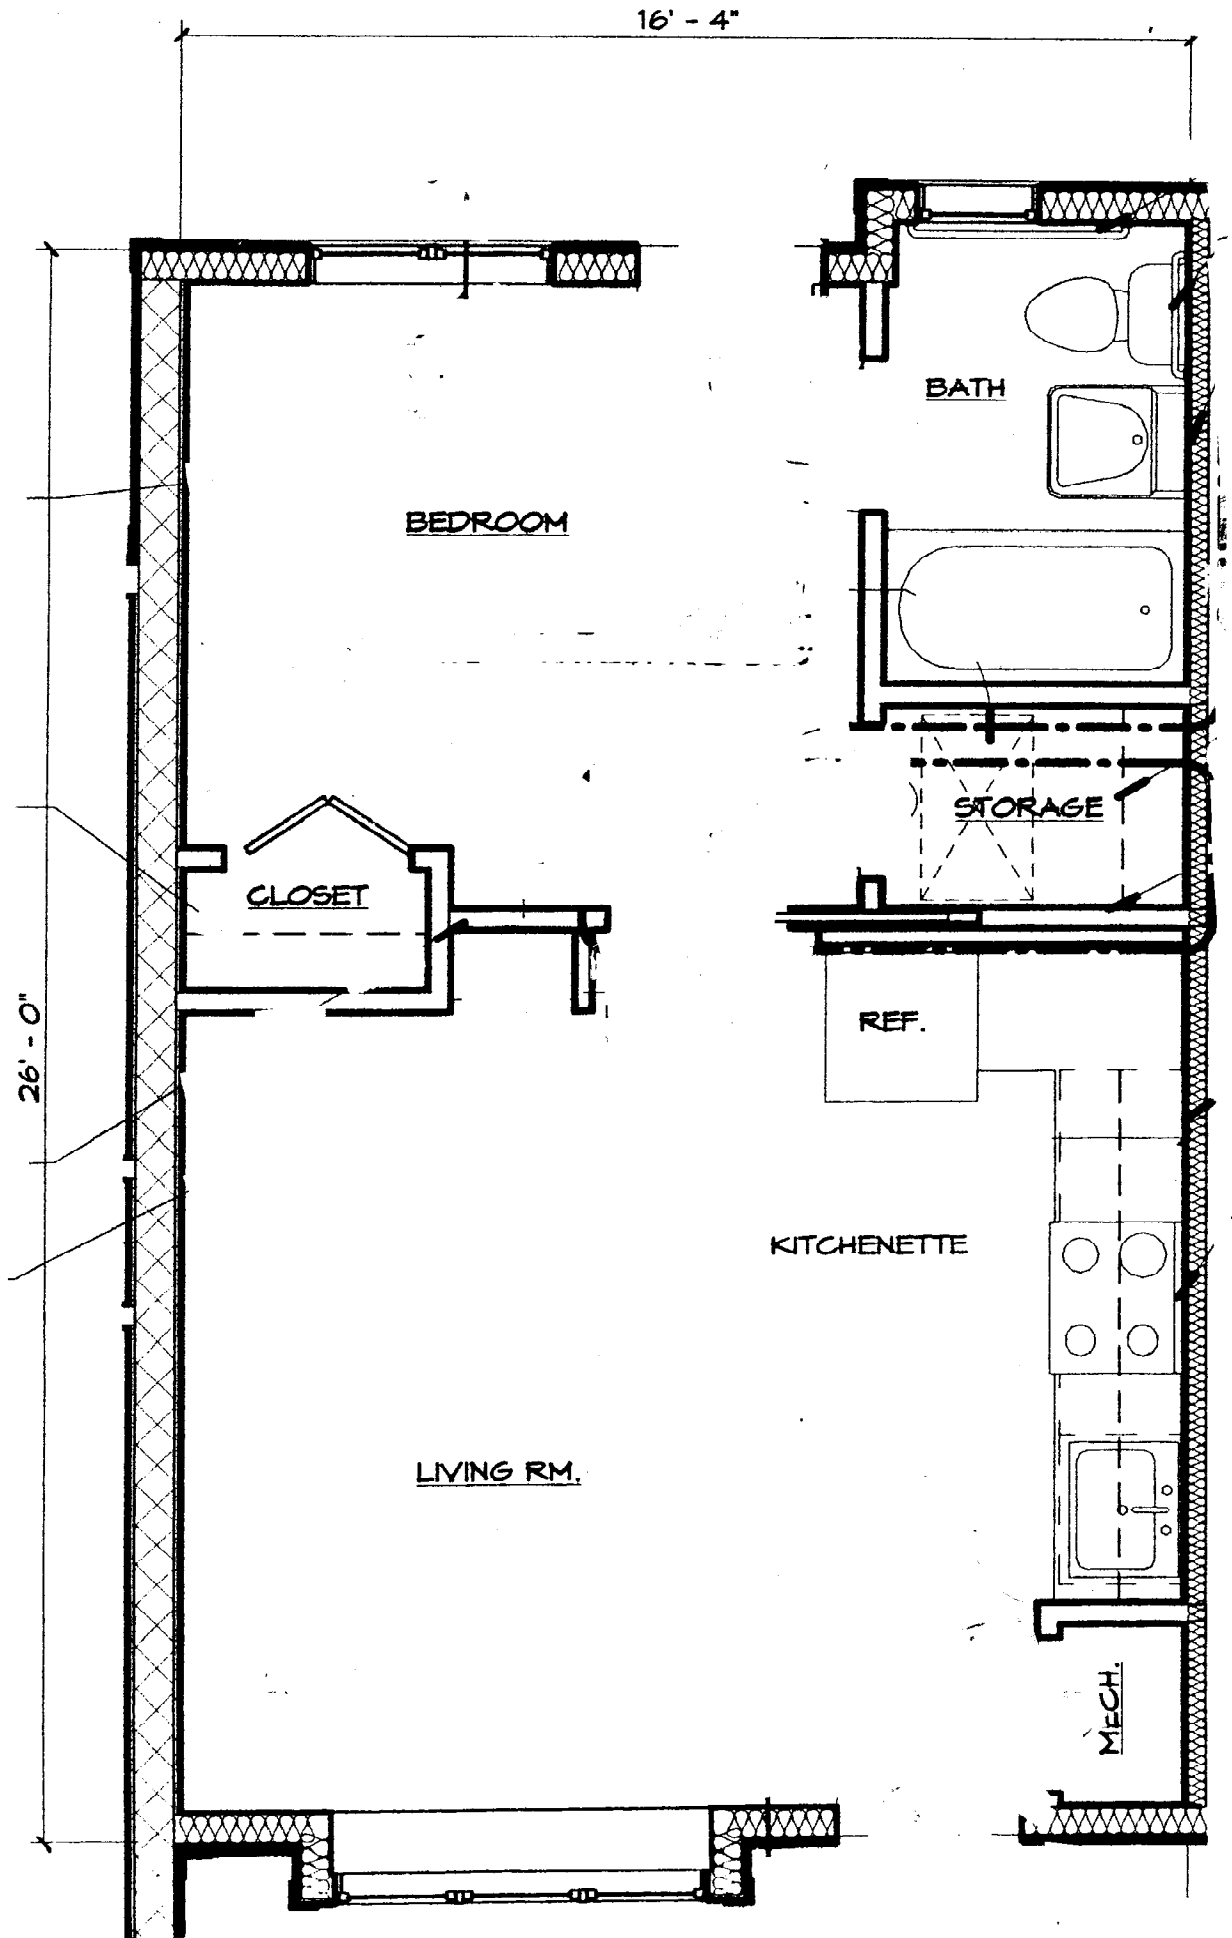 16' - 4"
BATH
BEDROOM
STORAGE
CLOSET
26' - 0"
REF.
KITCHENETTE
LIVING RM.
MECH.